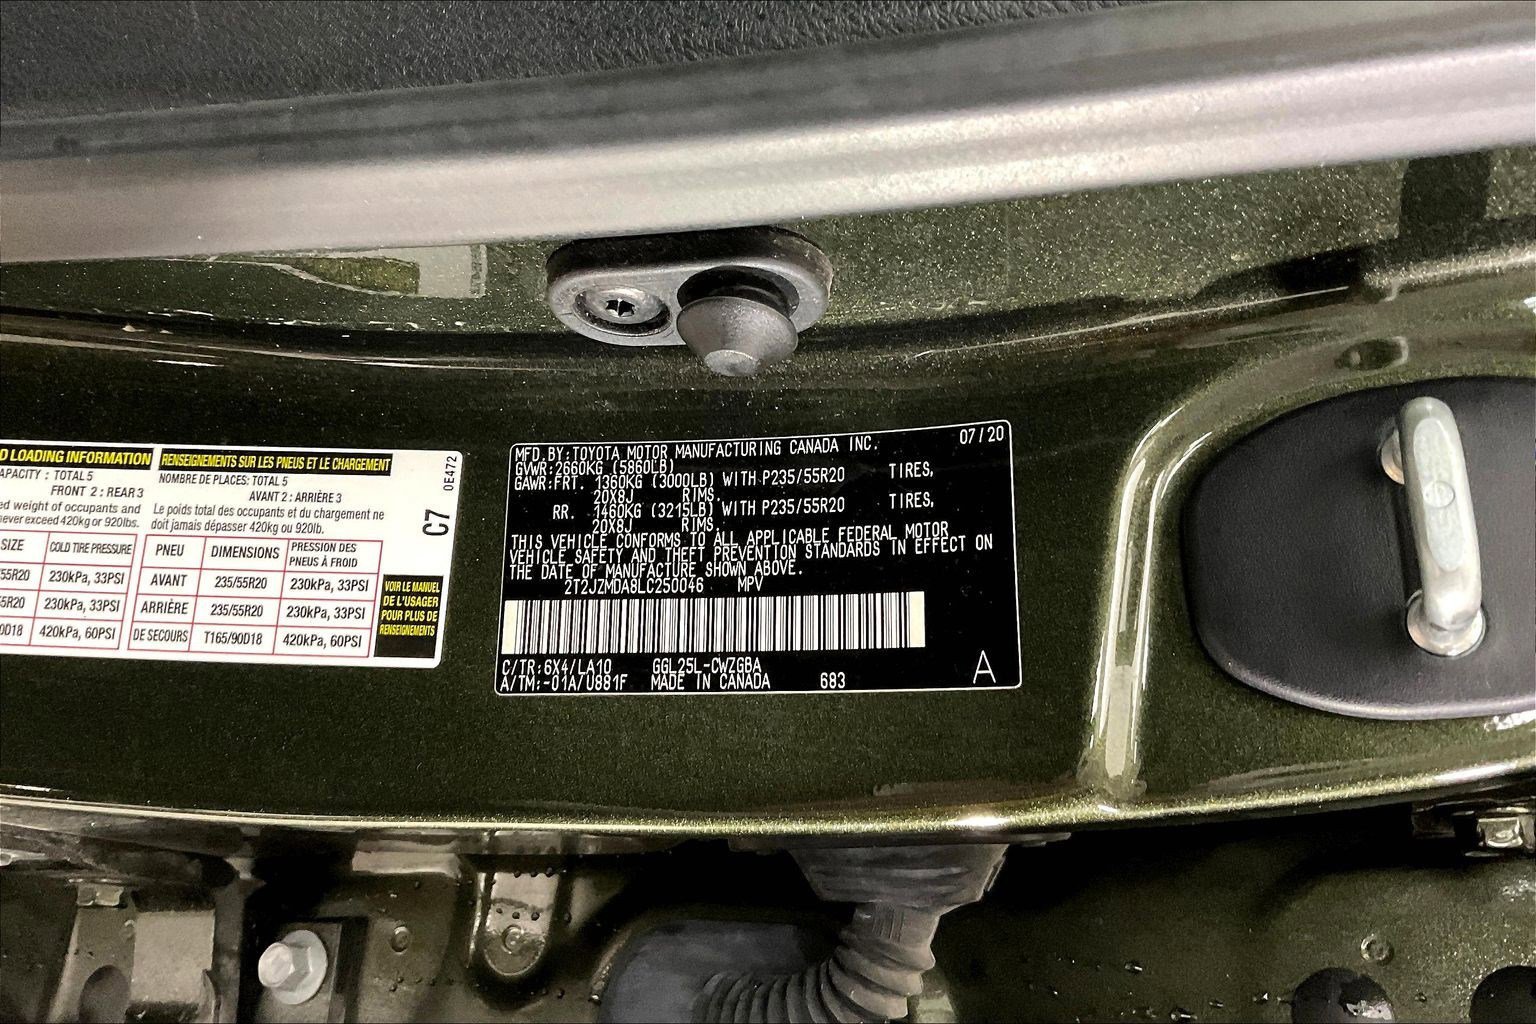 D LOADING INFORMATION
RENSEIGNEMENTS SUR LES PNEUS ET LE CHARGEMENT
APACITY : TOTAL 5
FRONT 2 : REAR 3
NOMBRE DE PLACES: TOTAL 5
AVANT 2 : ARRIÈRE 3
ed weight of occupants and
never exceed 420kg or 920lbs.
Le poids total des occupants et du chargement ne
doit jamais dépasser 420kg ou 920lb.
SIZE COLD TIRE PRESSURE
55R20 230kPa, 33PSI
55R20 230kPa, 33PSI
0D18 420kPa, 60PSI
PNEU DIMENSIONS PRESSION DES
PNEUS À FROID
AVANT 235/55R20 230kPa, 33PSI
ARRIÈRE 235/55R20 230kPa, 33PSI
DE SECOURS T165/90D18 420kPa, 60PSI
VOIR LE MANUEL
DE L'USAGER
POUR PLUS DE
RENSEIGNEMENTS
C7
0E472
MFD. BY: TOYOTA MOTOR MANUFACTURING CANADA INC. 07/20
GVWR: 2660KG (5860LB)
GAWR: FRT. 1360KG (3000LB) WITH P235/55R20 TIRES,
20X8J RIMS.
RR. 1460KG (3215LB) WITH P235/55R20 TIRES,
20X8J RIMS.
THIS VEHICLE CONFORMS TO ALL APPLICABLE FEDERAL MOTOR
VEHICLE SAFETY AND THEFT PREVENTION STANDARDS IN EFFECT ON
THE DATE OF MANUFACTURE SHOWN ABOVE.
2T2JZMDA8LC250046 MPV
C/TR: 6X4/LA10 GGL25L-CWZGBA
A/TM: -01A/U881F MADE IN CANADA 683 A